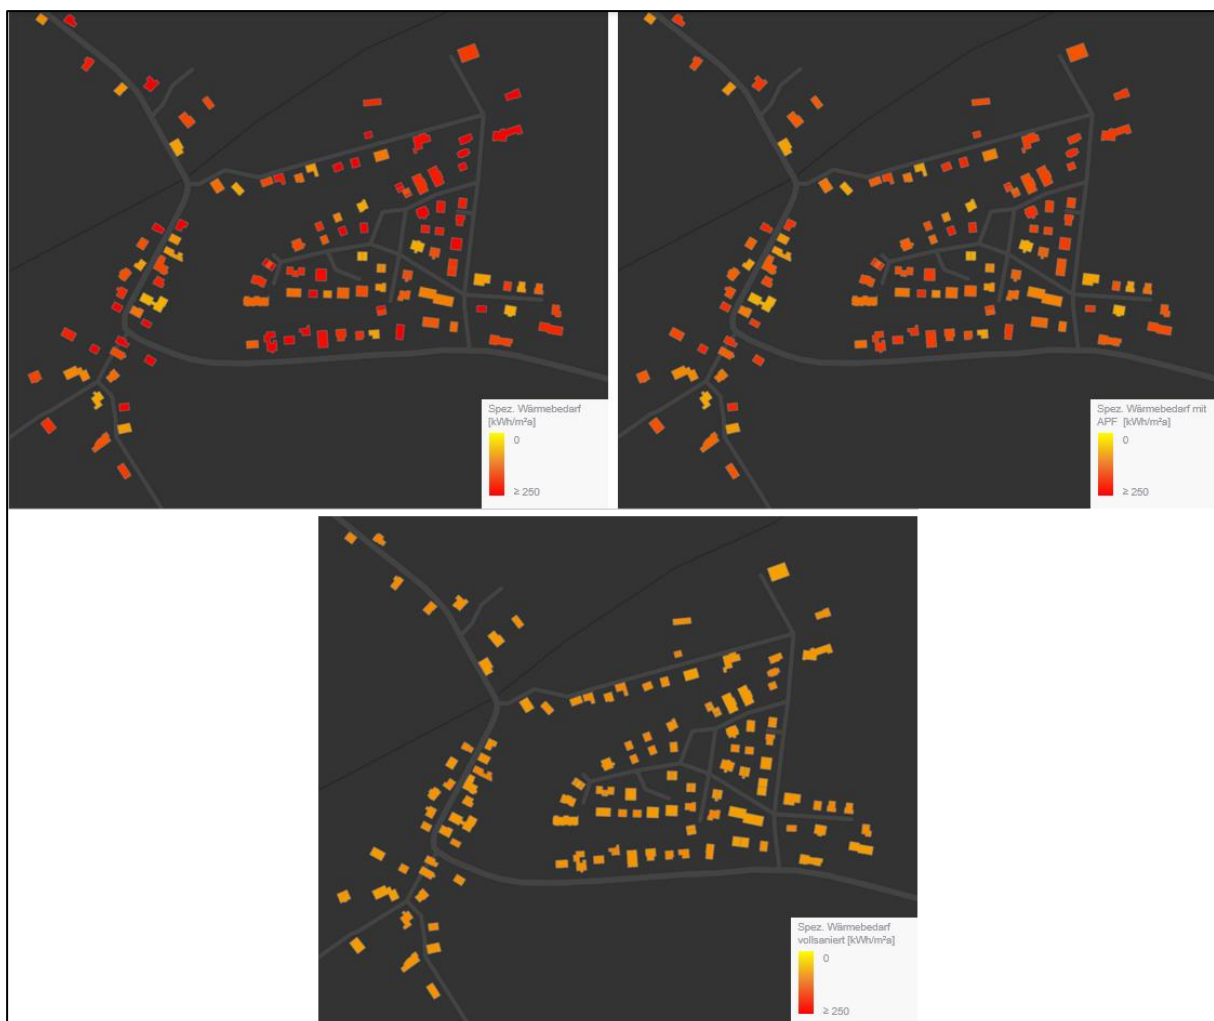 Spez. Wärmebedarf
[kWh/m²a]
0
≥ 250
Spez. Wärmebedarf mit
APF [kWh/m²a]
0
≥ 250
Spez. Wärmebedarf
vollsaniert [kWh/m²a]
0
≥ 250